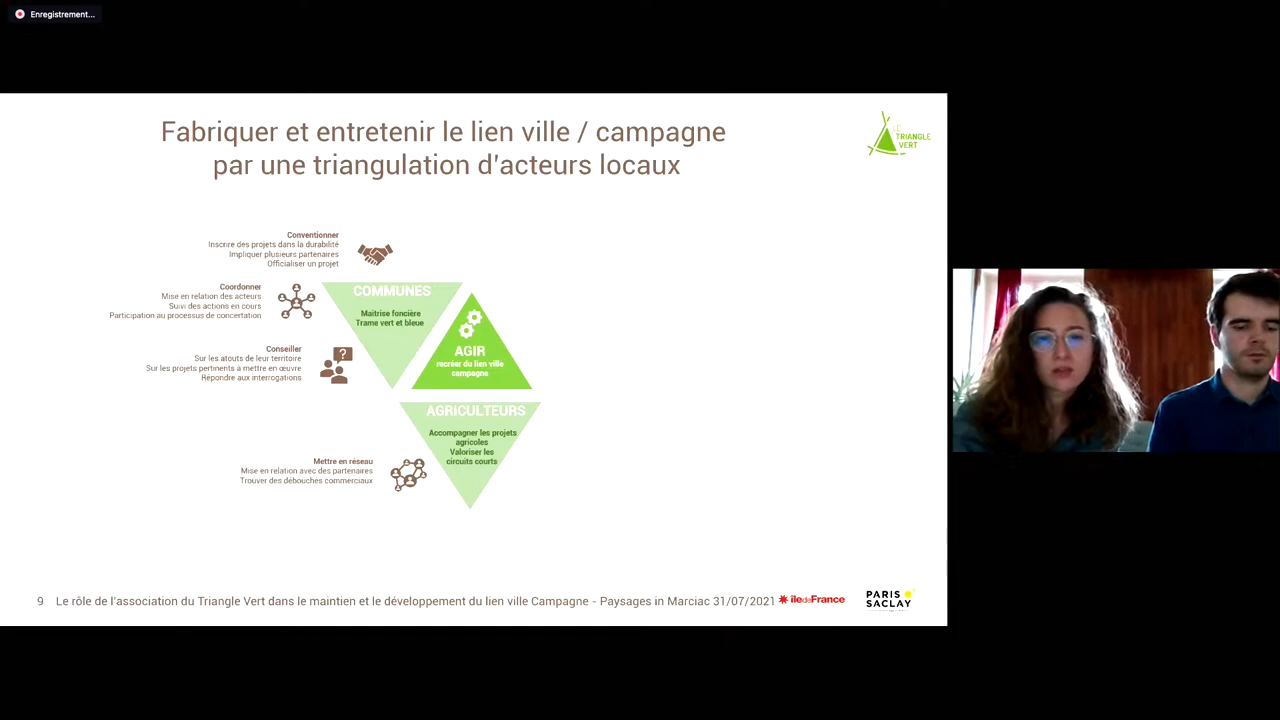 Enregistrement...
Fabriquer et entretenir le lien ville / campagne
par une triangulation d'acteurs locaux
LE
TRIANGLE
VERT
Conventionner
Inscrire des projets dans la durabilité
Impliquer plusieurs partenaires
Officialiser un projet
Coordonner
Mise en relation des acteurs
Suivi des actions en cours
Participation au processus de concertation
Conseiller
Sur les atouts de leur territoire
Sur les projets pertinents à mettre en œuvre
Répondre aux interrogations
?
COMMUNES
Maitrise foncière
Trame vert et bleue
AGIR
recréer du lien ville
campagne
AGRICULTEURS
Accompagner les projets
agricoles
Valoriser les
circuits courts
Mettre en réseau
Mise en relation avec des partenaires
Trouver des débouchés commerciaux
9 Le rôle de l'association du Triangle Vert dans le maintien et le développement du lien ville Campagne - Paysages in Marciac 31/07/2021
îledeFrance
PARIS
SACLAY